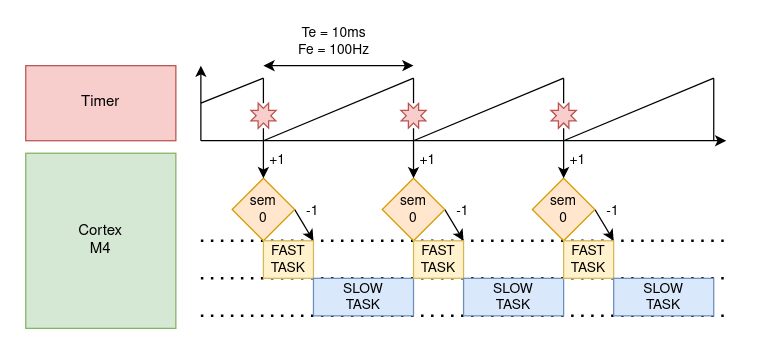 Te = 10ms
Fe = 100Hz
Timer
+1
+1
+1
Cortex
M4
sem
0
-1
sem
0
-1
sem
0
-1
FAST
TASK
FAST
TASK
FAST
TASK
SLOW
TASK
SLOW
TASK
SLOW
TASK